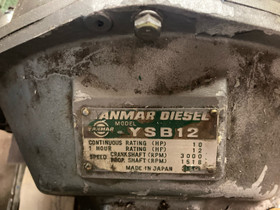 YANMAR DIESEL
MODEL
YANMAR
YSB12
CONTINUOUS RATING (HP) 10
1 HOUR RATING (HP) 12
SPEED CRANKSHAFT (RPM) 3000
PROP. SHAFT (RPM) 1518
MADE IN JAPAN